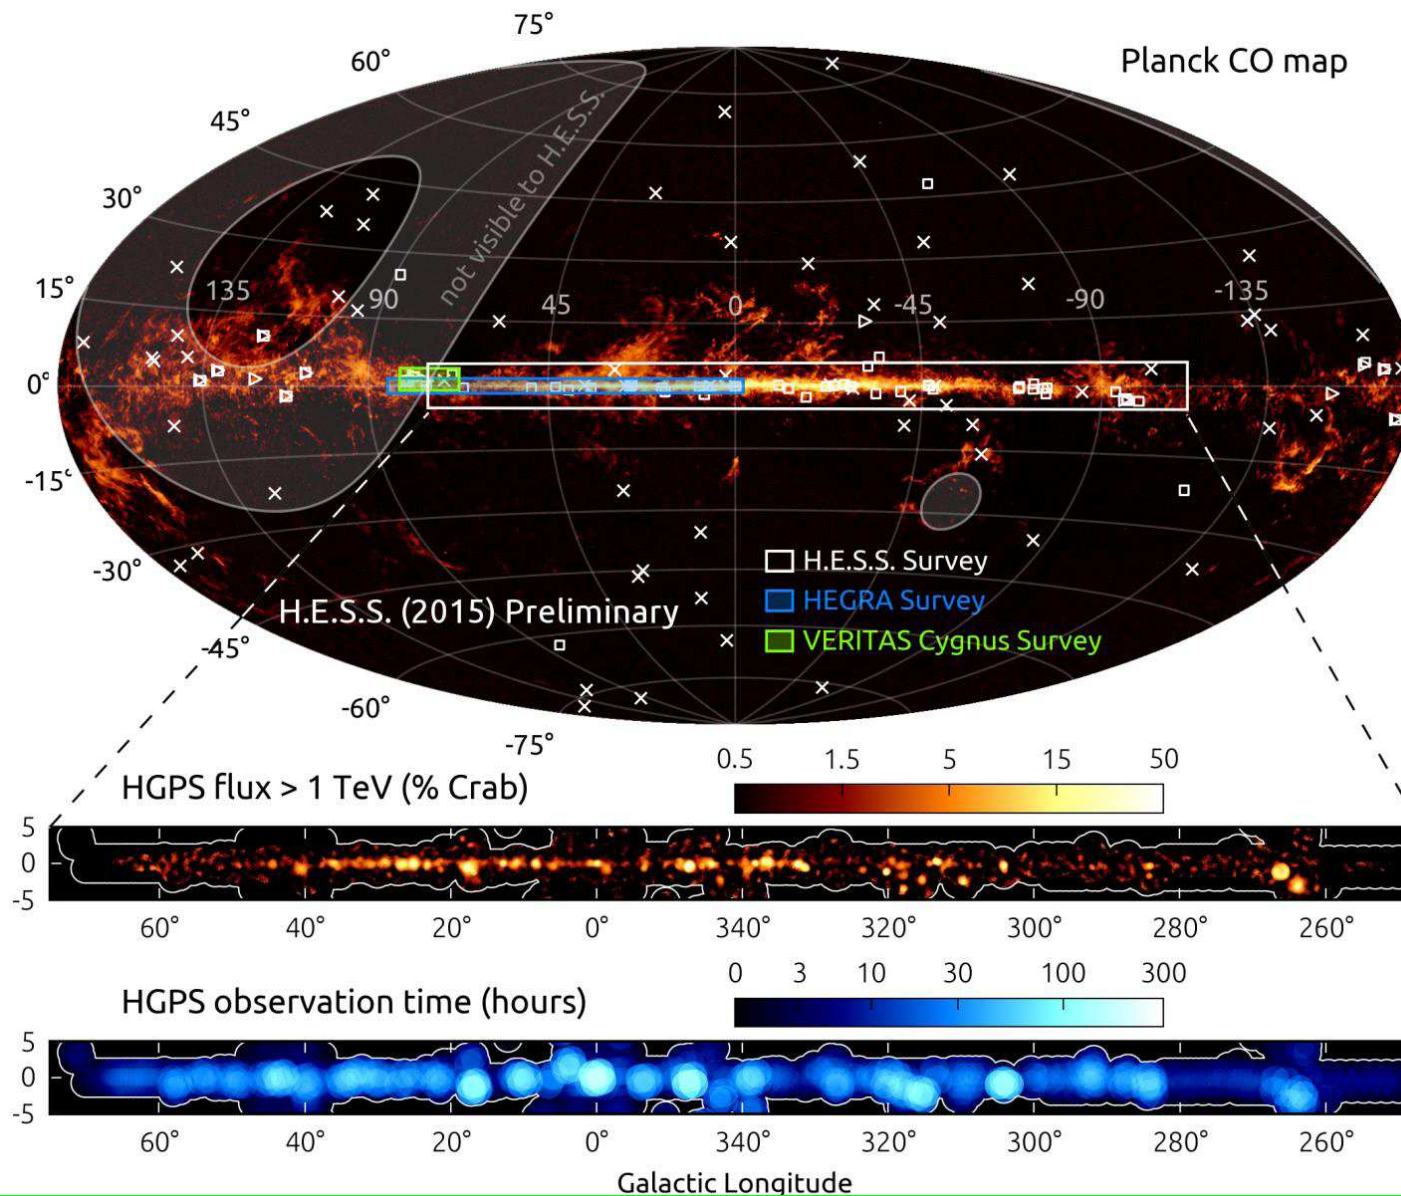 75°
60°
Planck CO map
45°
not visible to H.E.S.S.
30°
15°
135
90
45
0
-45
-90
-135
0°
-15°
-30°
H.E.S.S. Survey
HEGRA Survey
H.E.S.S. (2015) Preliminary
VERITAS Cygnus Survey
-45°
-60°
-75°
0.5 1.5 5 15 50
HGPS flux > 1 TeV (% Crab)
5
0
-5
60° 40° 20° 0° 340° 320° 300° 280° 260°
0 3 10 30 100 300
HGPS observation time (hours)
5
0
-5
60° 40° 20° 0° 340° 320° 300° 280° 260°
Galactic Longitude